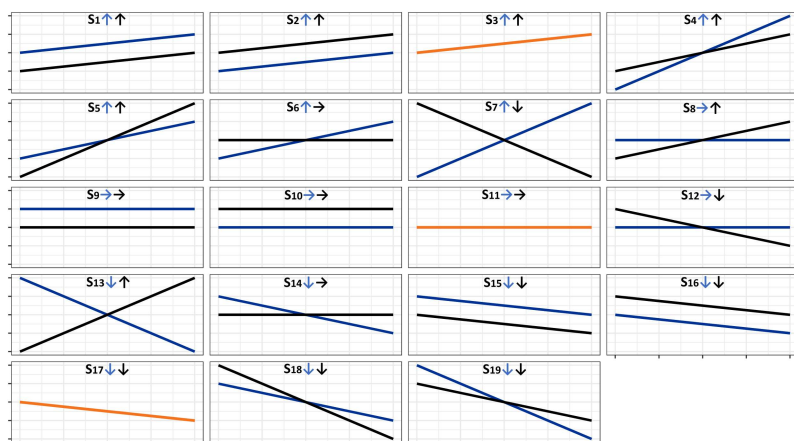 S1↑↑
S2↑↑
S3↑↑
S4↑↑
S5↑↑
S6↑→
S7↑↓
S8→↑
S9→→
S10→→
S11→→
S12→↓
S13↓↑
S14↓→
S15↓↓
S16↓↓
S17↓↓
S18↓↓
S19↓↓